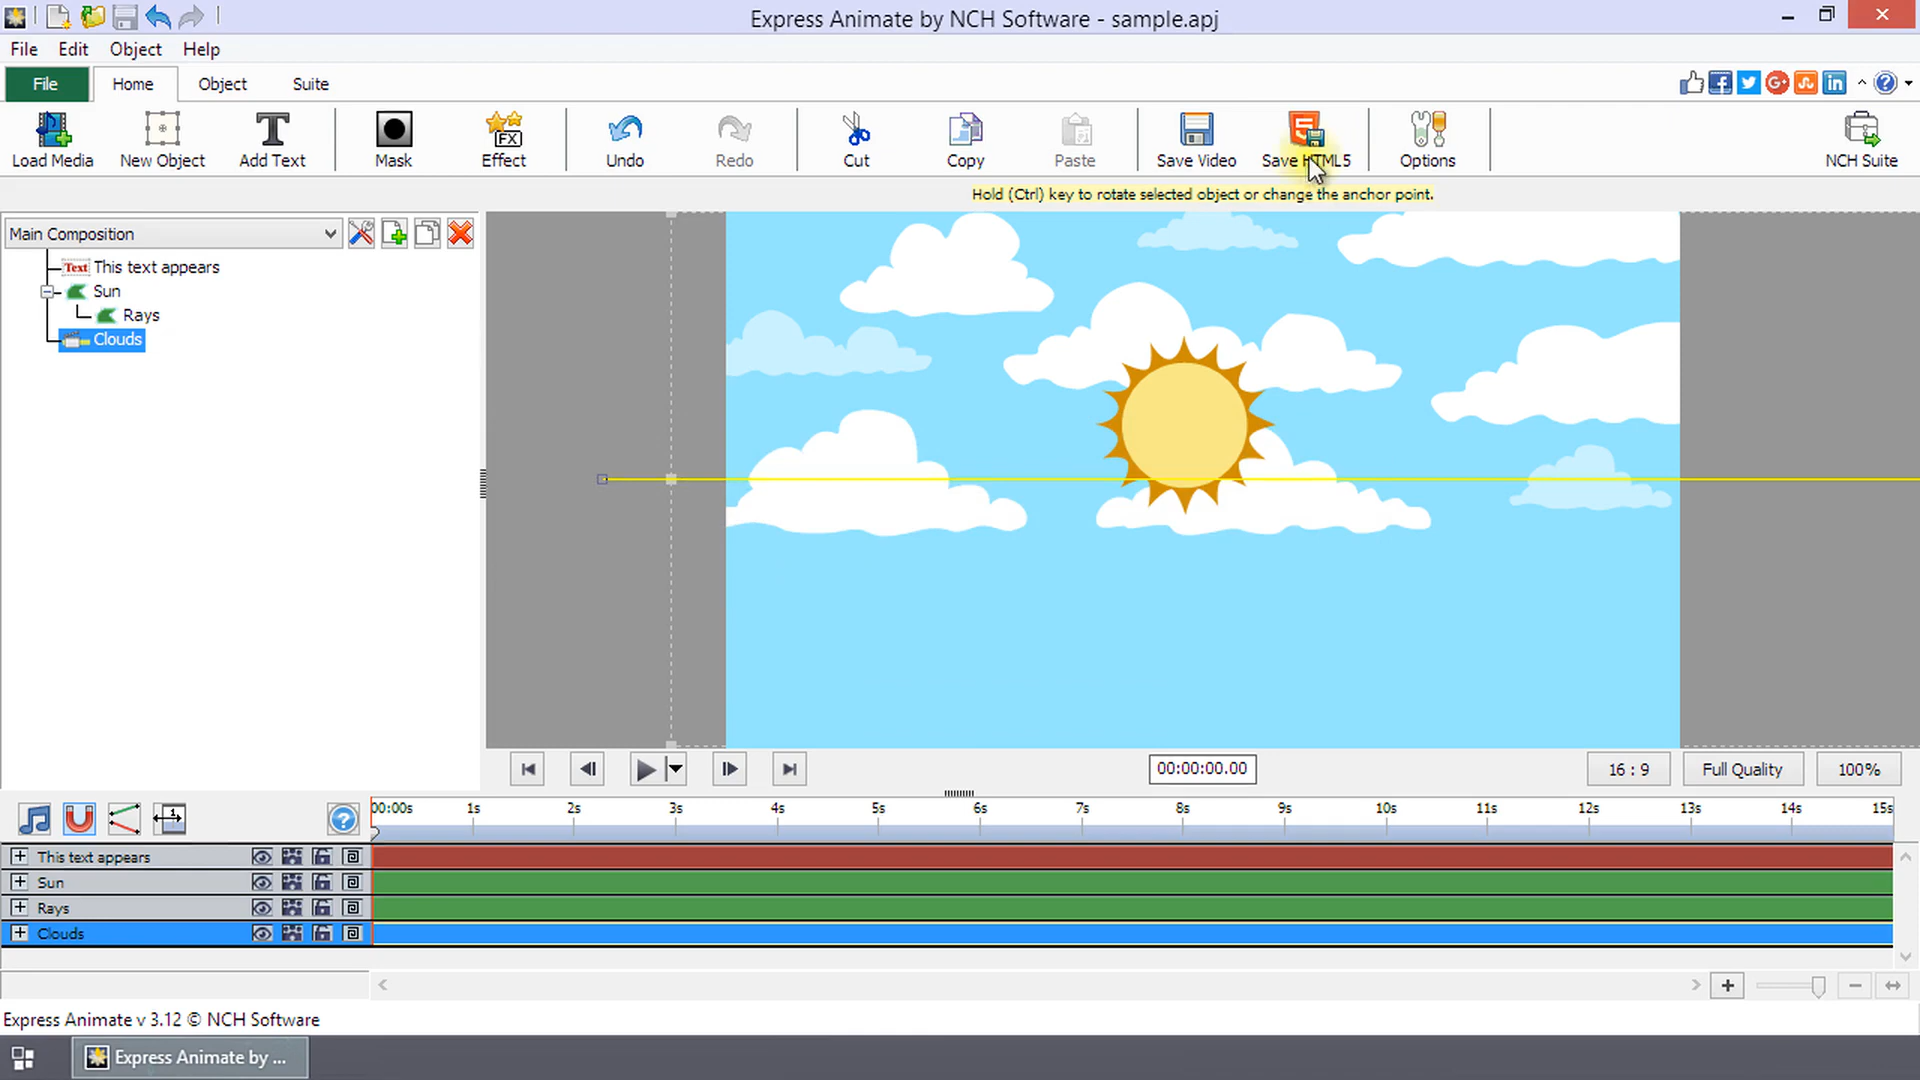 Express Animate by NCH Software - sample.apj
File Edit Object Help
File Home Object Suite
Load Media New Object Add Text Mask Effect Undo Redo Cut Copy Paste Save Video Save HTML5 Options NCH Suite
FX
Hold (Ctrl) key to rotate selected object or change the anchor point.
Main Composition
Text This text appears
Sun
Rays
Clouds
00:00:00.00 16 : 9 Full Quality 100%
00:00s 1s 2s 3s 4s 5s 6s 7s 8s 9s 10s 11s 12s 13s 14s 15s
This text appears
Sun
Rays
Clouds
Express Animate v 3.12 © NCH Software
Express Animate by ...